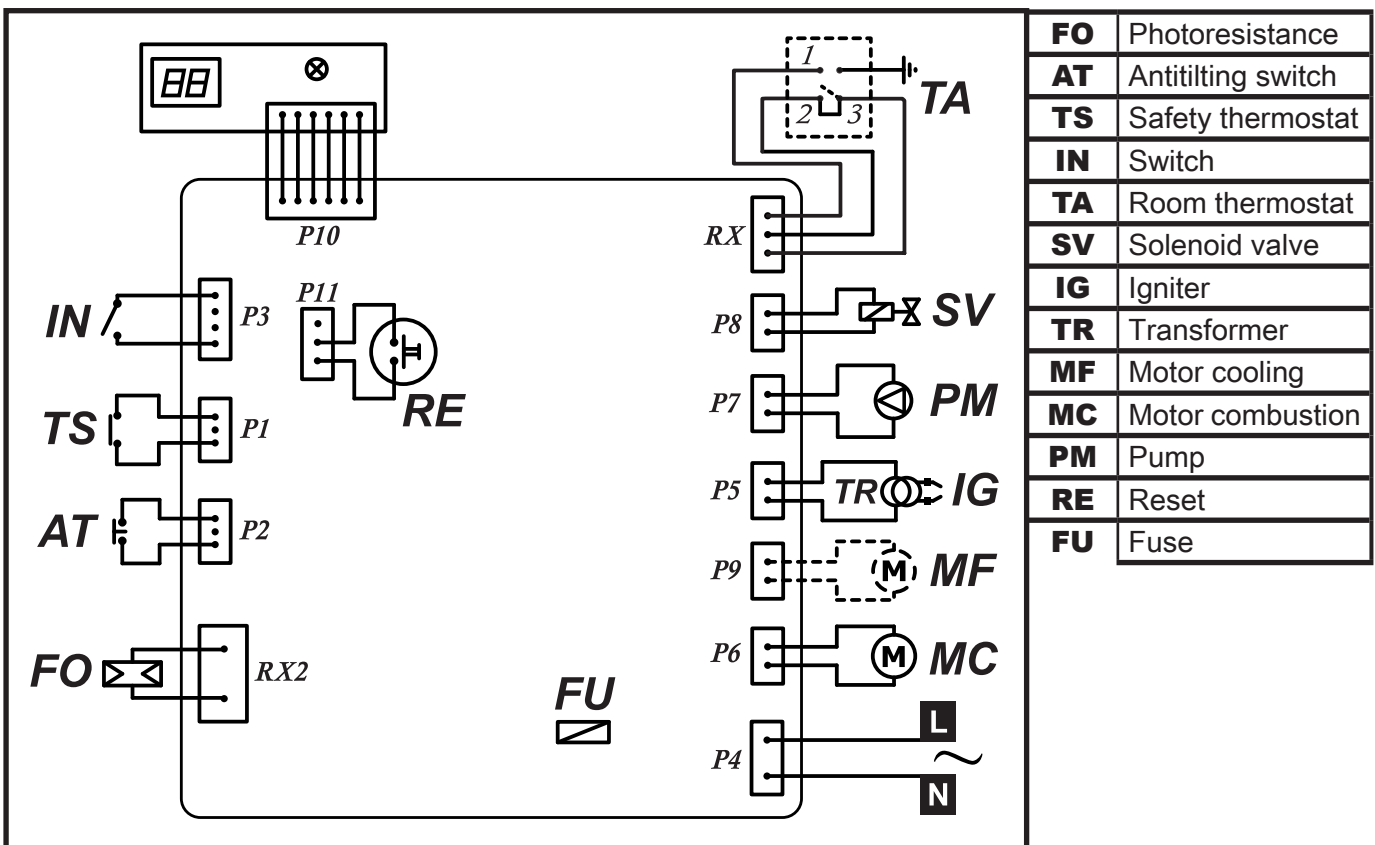 88
1
TA
2 3
P10
RX
IN
P3
P11
RE
P8
SV
TS
P1
P7
PM
AT
P2
P5
TR
IG
P9
M
MF
FO
RX2
P6
M
MC
FU
P4
L
~
N
FO Photoresistance
AT Antitilting switch
TS Safety thermostat
IN Switch
TA Room thermostat
SV Solenoid valve
IG Igniter
TR Transformer
MF Motor cooling
MC Motor combustion
PM Pump
RE Reset
FU Fuse